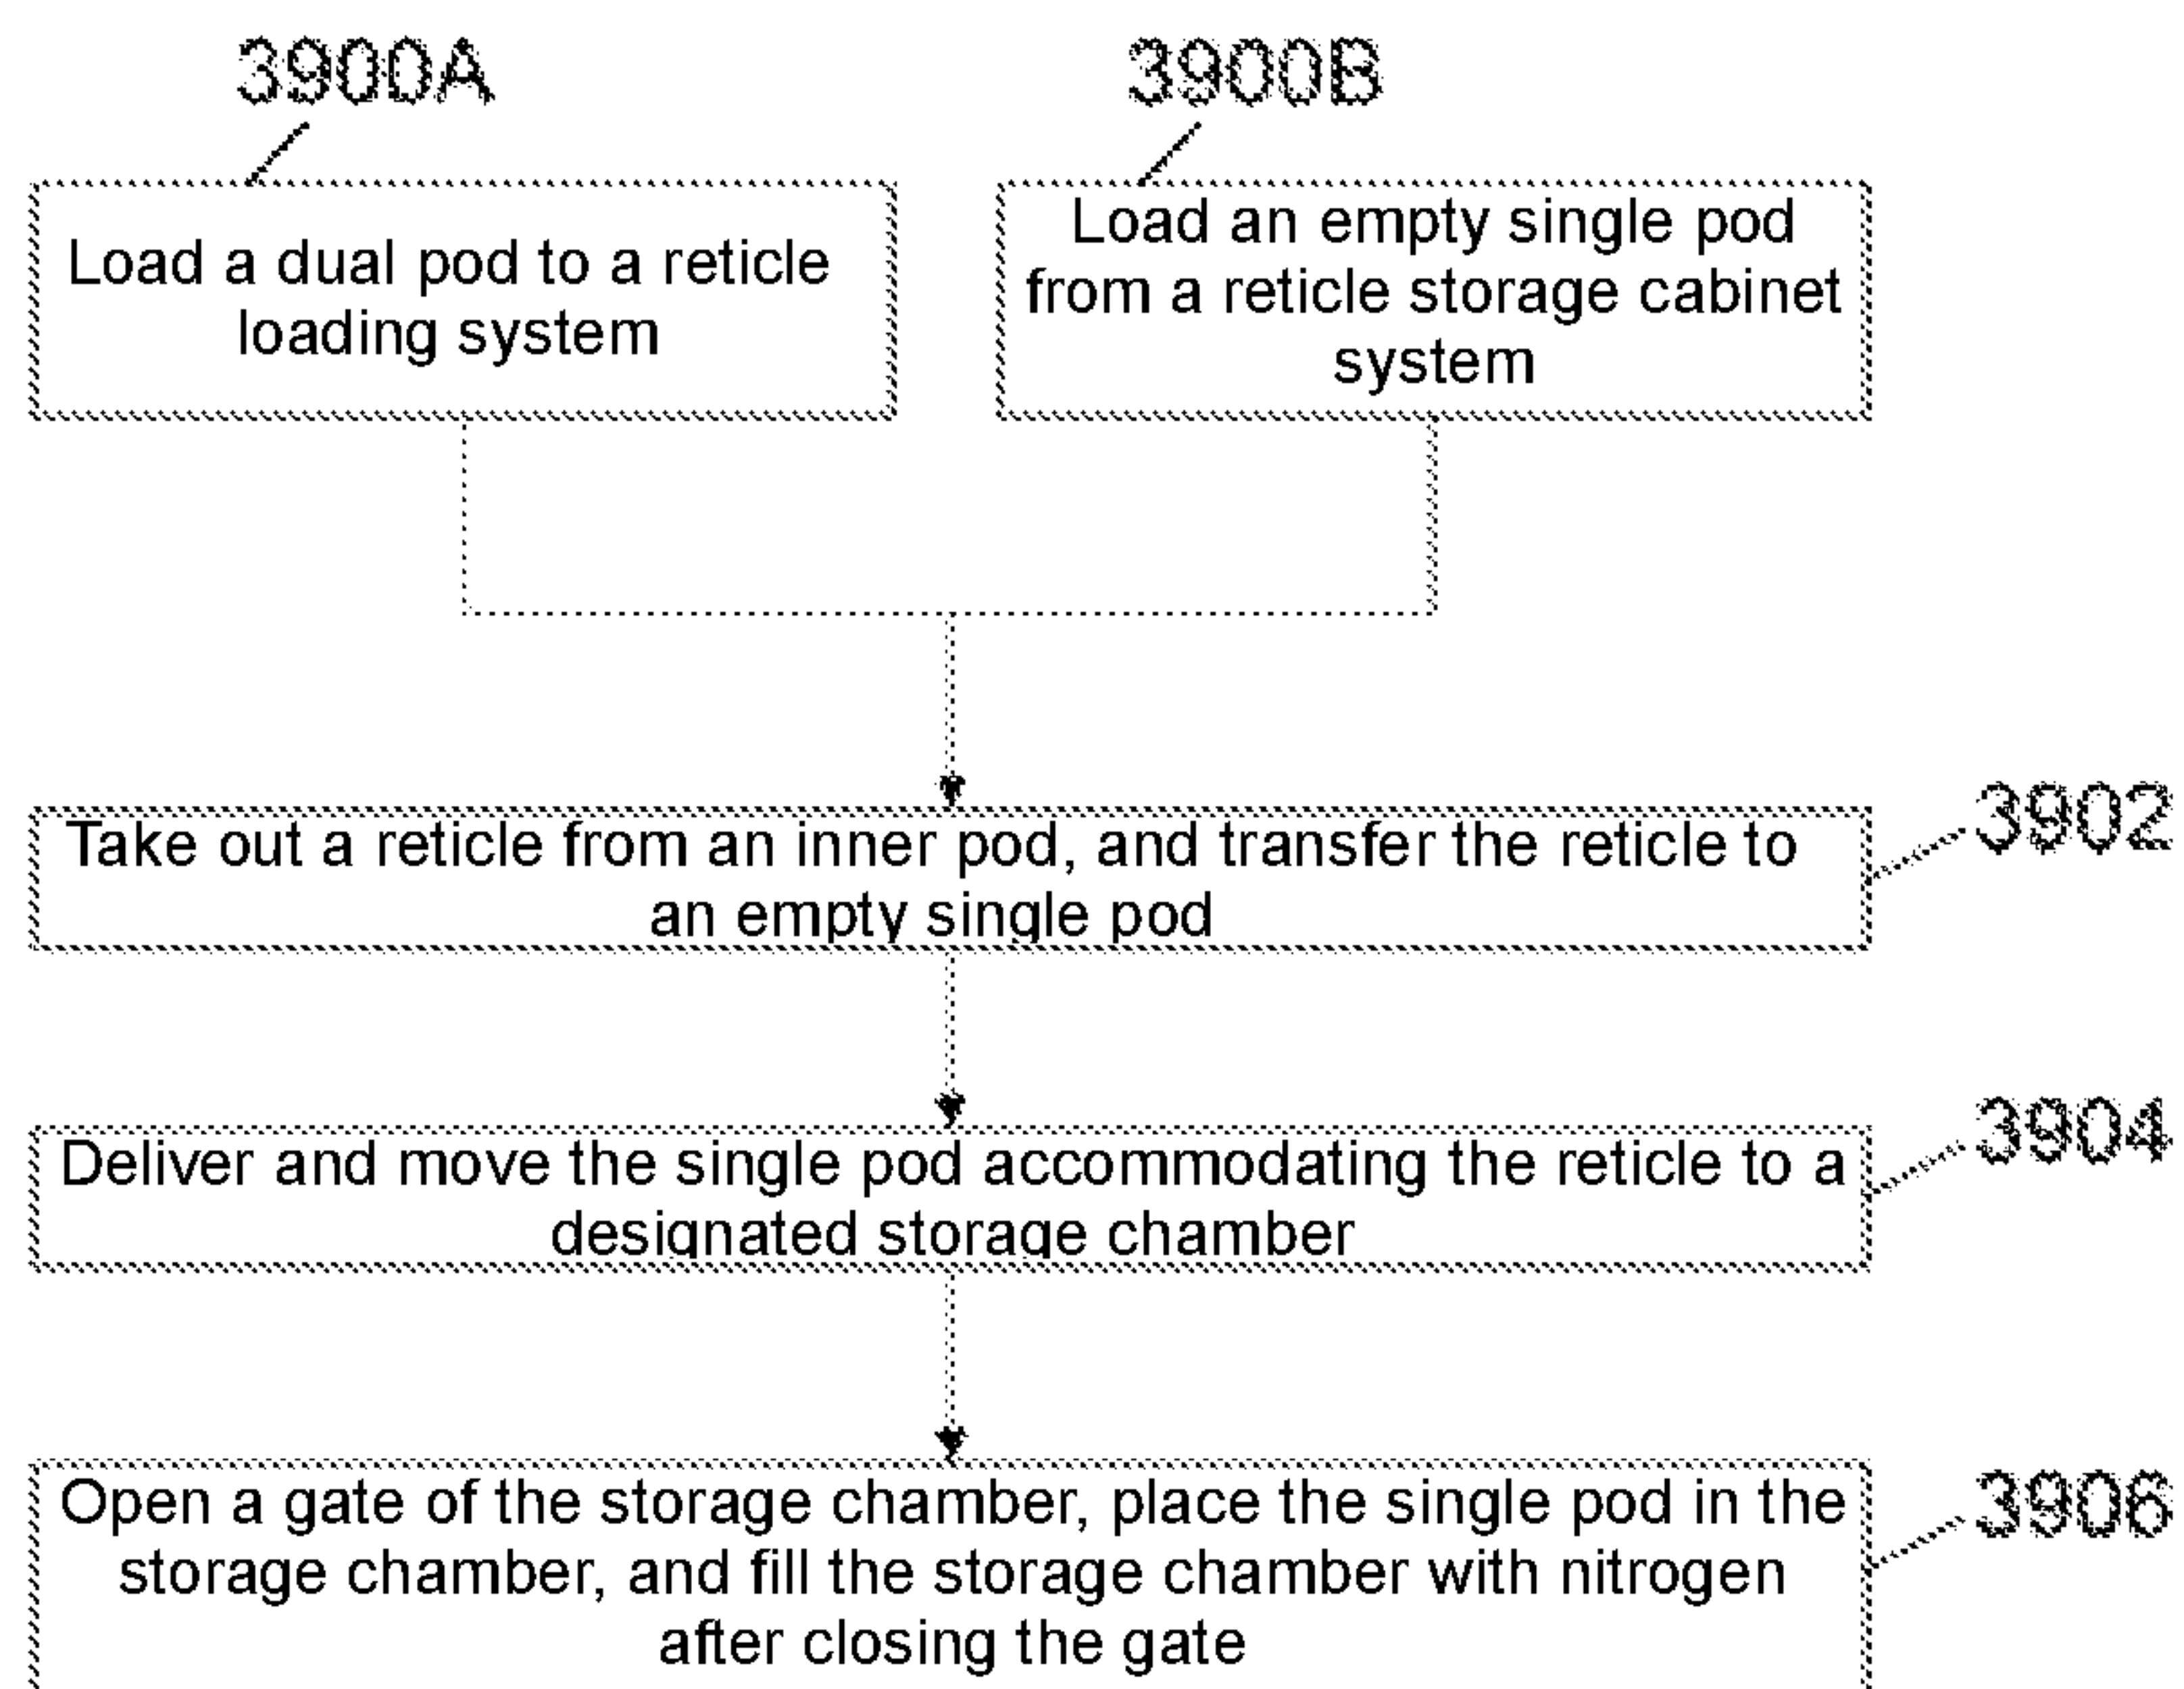 3900A
3900B
Load a dual pod to a reticle
loading system
Load an empty single pod
from a reticle storage cabinet
system
Take out a reticle from an inner pod, and transfer the reticle to
an empty single pod
3902
Deliver and move the single pod accommodating the reticle to a
designated storage chamber
3904
Open a gate of the storage chamber, place the single pod in the
storage chamber, and fill the storage chamber with nitrogen
after closing the gate
3906